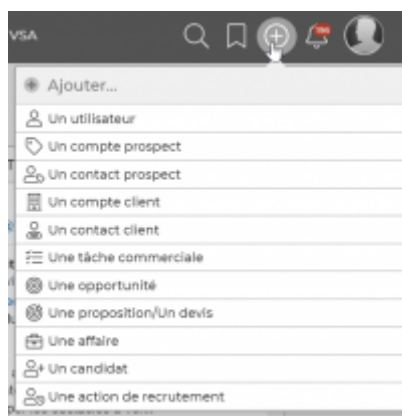 VSA
Ajouter...
Un utilisateur
Un compte prospect
Un contact prospect
Un compte client
Un contact client
Une tâche commerciale
Une opportunité
Une proposition/Un devis
Une affaire
Un candidat
Une action de recrutement